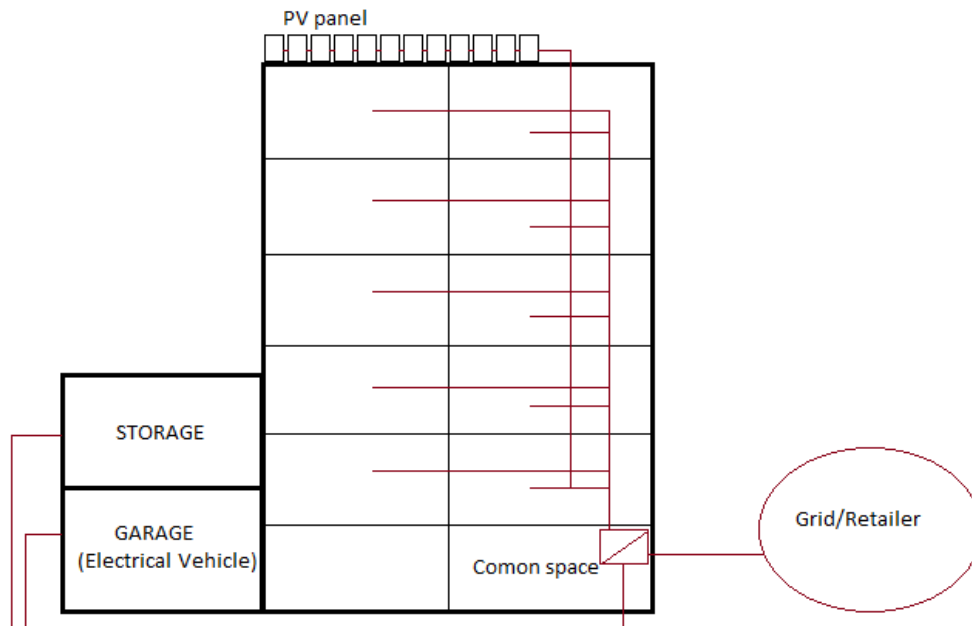 PV panel
STORAGE
GARAGE
(Electrical Vehicle)
Comon space
Grid/Retailer